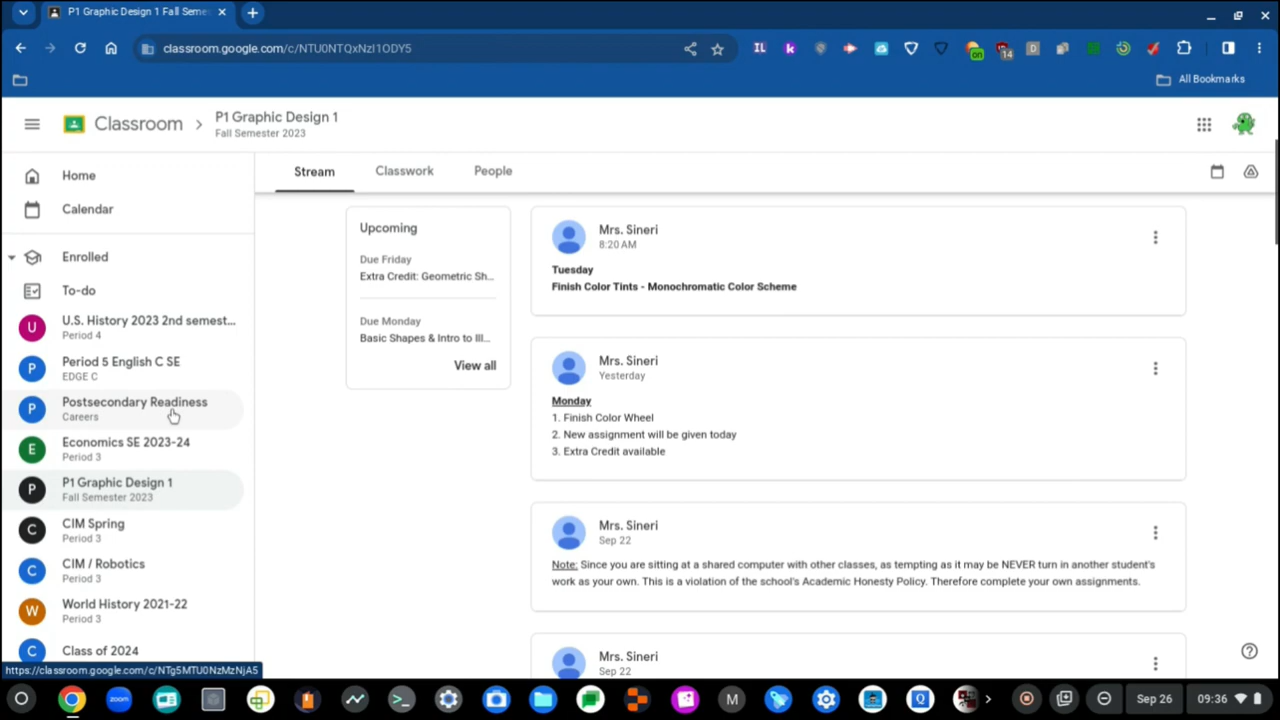 P1 Graphic Design 1 Fall Seme
classroom.google.com/c/NTU0NTQxNzI1ODY5
IL
k
on
14
D
All Bookmarks
Classroom > P1 Graphic Design 1
Fall Semester 2023
Home
Calendar
Enrolled
To-do
U
U.S. History 2023 2nd semest...
Period 4
P
Period 5 English C SE
EDGE C
P
Postsecondary Readiness
Careers
E
Economics SE 2023-24
Period 3
P
P1 Graphic Design 1
Fall Semester 2023
C
CIM Spring
Period 3
C
CIM / Robotics
Period 3
W
World History 2021-22
Period 3
C
Class of 2024
https://classroom.google.com/c/NTg5MTU0NzMzNjA5
Stream Classwork People
Upcoming
Due Friday
Extra Credit: Geometric Sh...
Due Monday
Basic Shapes & Intro to Ill...
View all
Mrs. Sineri
8:20 AM
Tuesday
Finish Color Tints - Monochromatic Color Scheme
Mrs. Sineri
Yesterday
Monday
1. Finish Color Wheel
2. New assignment will be given today
3. Extra Credit available
Mrs. Sineri
Sep 22
Note: Since you are sitting at a shared computer with other classes, as tempting as it may be NEVER turn in another student's
work as your own. This is a violation of the school's Academic Honesty Policy. Therefore complete your own assignments.
Mrs. Sineri
Sep 22
zoom
M
Q
Sep 26
09:36